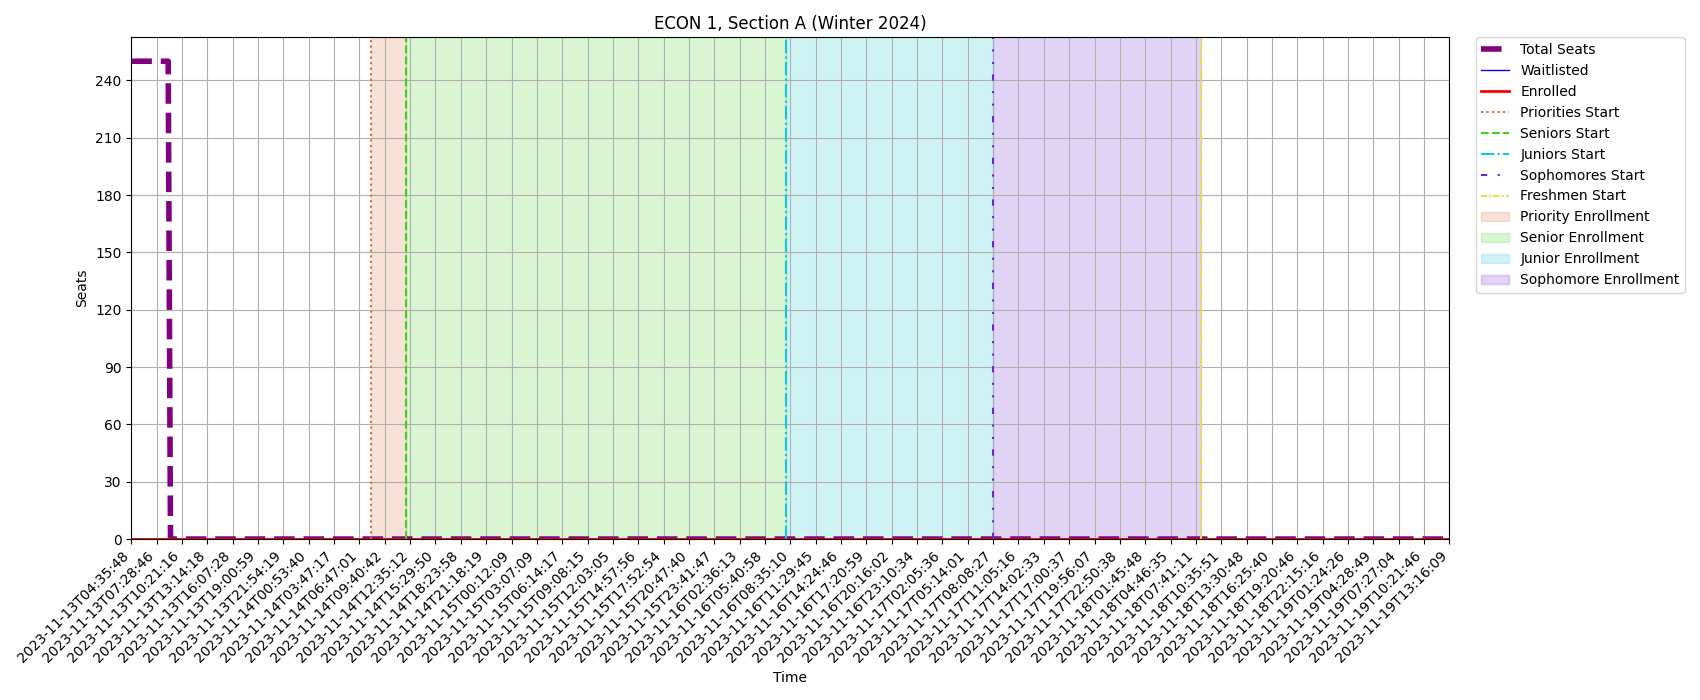 ECON 1, Section A (Winter 2024)
Total Seats
Waitlisted
Enrolled
Priorities Start
Seniors Start
Juniors Start
Sophomores Start
Freshmen Start
Priority Enrollment
Senior Enrollment
Junior Enrollment
Sophomore Enrollment
Seats
240
210
180
150
120
90
60
30
0
2023-11-13T04:35:48
2023-11-13T07:28:46
2023-11-13T10:21:16
2023-11-13T13:14:18
2023-11-13T16:07:28
2023-11-13T19:00:59
2023-11-13T21:54:19
2023-11-14T00:53:40
2023-11-14T03:47:17
2023-11-14T06:47:01
2023-11-14T09:40:42
2023-11-14T12:35:12
2023-11-14T15:29:50
2023-11-14T18:23:58
2023-11-14T21:18:19
2023-11-15T00:12:09
2023-11-15T03:07:09
2023-11-15T06:14:17
2023-11-15T09:08:15
2023-11-15T12:03:05
2023-11-15T14:57:56
2023-11-15T17:52:54
2023-11-15T20:47:40
2023-11-15T23:41:47
2023-11-16T02:36:13
2023-11-16T05:40:58
2023-11-16T08:35:10
2023-11-16T11:29:45
2023-11-16T14:24:46
2023-11-16T17:20:59
2023-11-16T20:16:02
2023-11-16T23:10:34
2023-11-17T02:05:36
2023-11-17T05:14:01
2023-11-17T08:08:27
2023-11-17T11:05:16
2023-11-17T14:02:33
2023-11-17T17:00:37
2023-11-17T19:56:07
2023-11-17T22:50:38
2023-11-18T01:45:48
2023-11-18T04:46:35
2023-11-18T07:41:11
2023-11-18T10:35:51
2023-11-18T13:30:48
2023-11-18T16:25:40
2023-11-18T19:20:46
2023-11-18T22:15:16
2023-11-19T01:24:26
2023-11-19T04:28:49
2023-11-19T07:27:04
2023-11-19T10:21:46
2023-11-19T13:16:09
Time